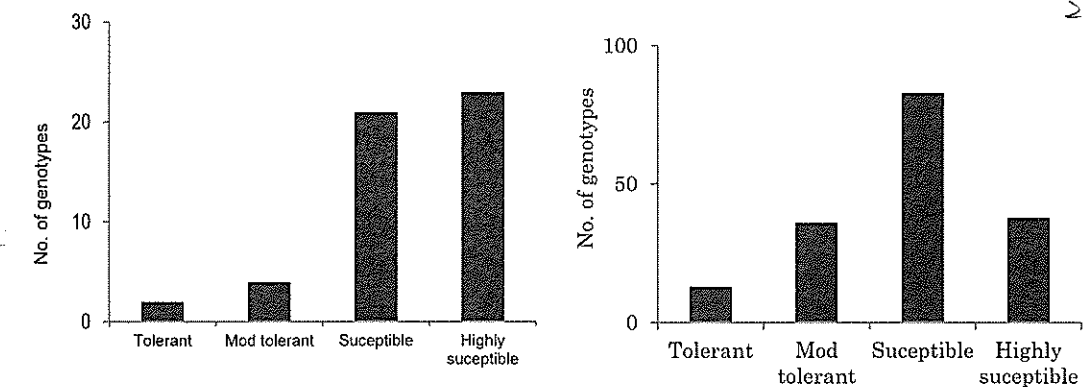 30
20
10
0
No. of genotypes
Tolerant
Mod tolerant
Suceptible
Highly
suceptible
100
50
0
No. of genotypes
Tolerant
Mod
tolerant
Suceptible
Highly
suceptible